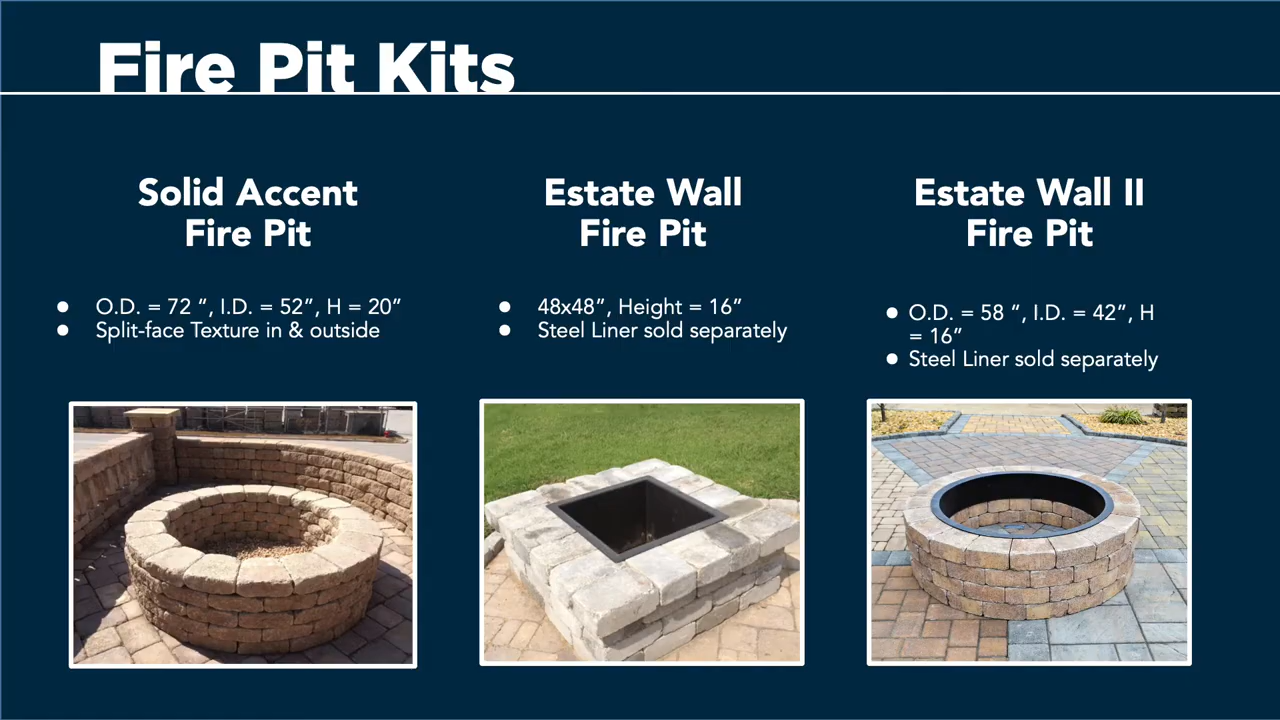 Fire Pit Kits
Solid Accent
Fire Pit
● O.D. = 72 “, I.D. = 52”, H = 20”
● Split-face Texture in & outside
Estate Wall
Fire Pit
● 48x48”, Height = 16”
● Steel Liner sold separately
Estate Wall II
Fire Pit
● O.D. = 58 “, I.D. = 42”, H
= 16”
● Steel Liner sold separately